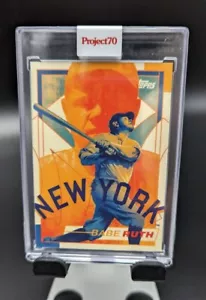 Project70
Topps
NEW YORK
BABE RUTH